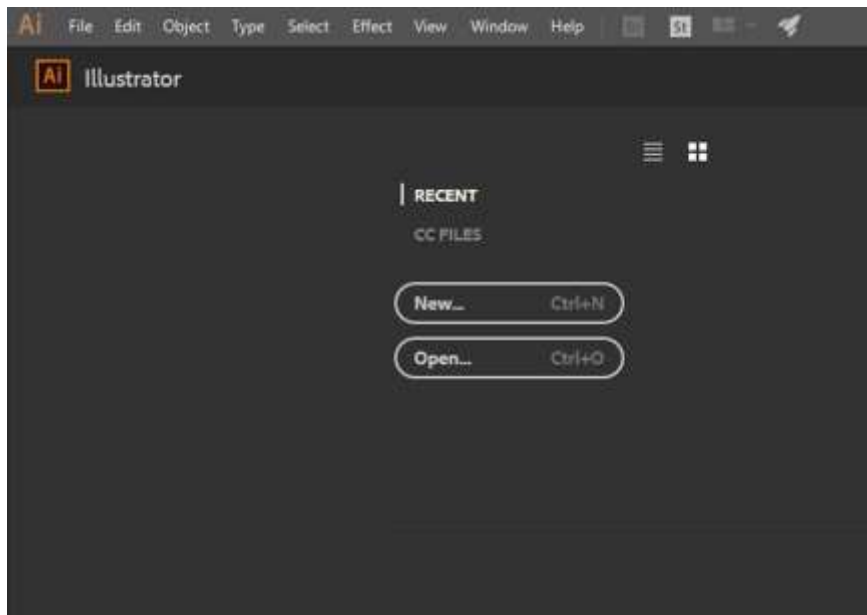 Ai File Edit Object Type Select Effect View Window Help St
Ai Illustrator
RECENT
CC FILES
New... Ctrl+N
Open... Ctrl+O